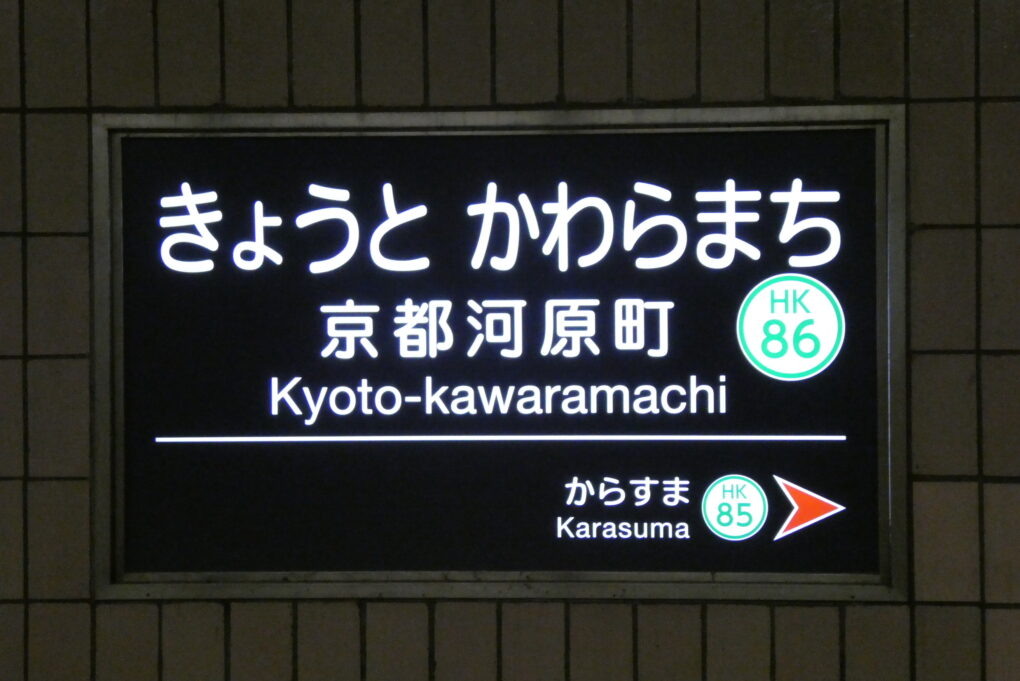 きょうと かわらまち
京都河原町
HK
86
Kyoto-kawaramachi
からすま
Karasuma
HK
85